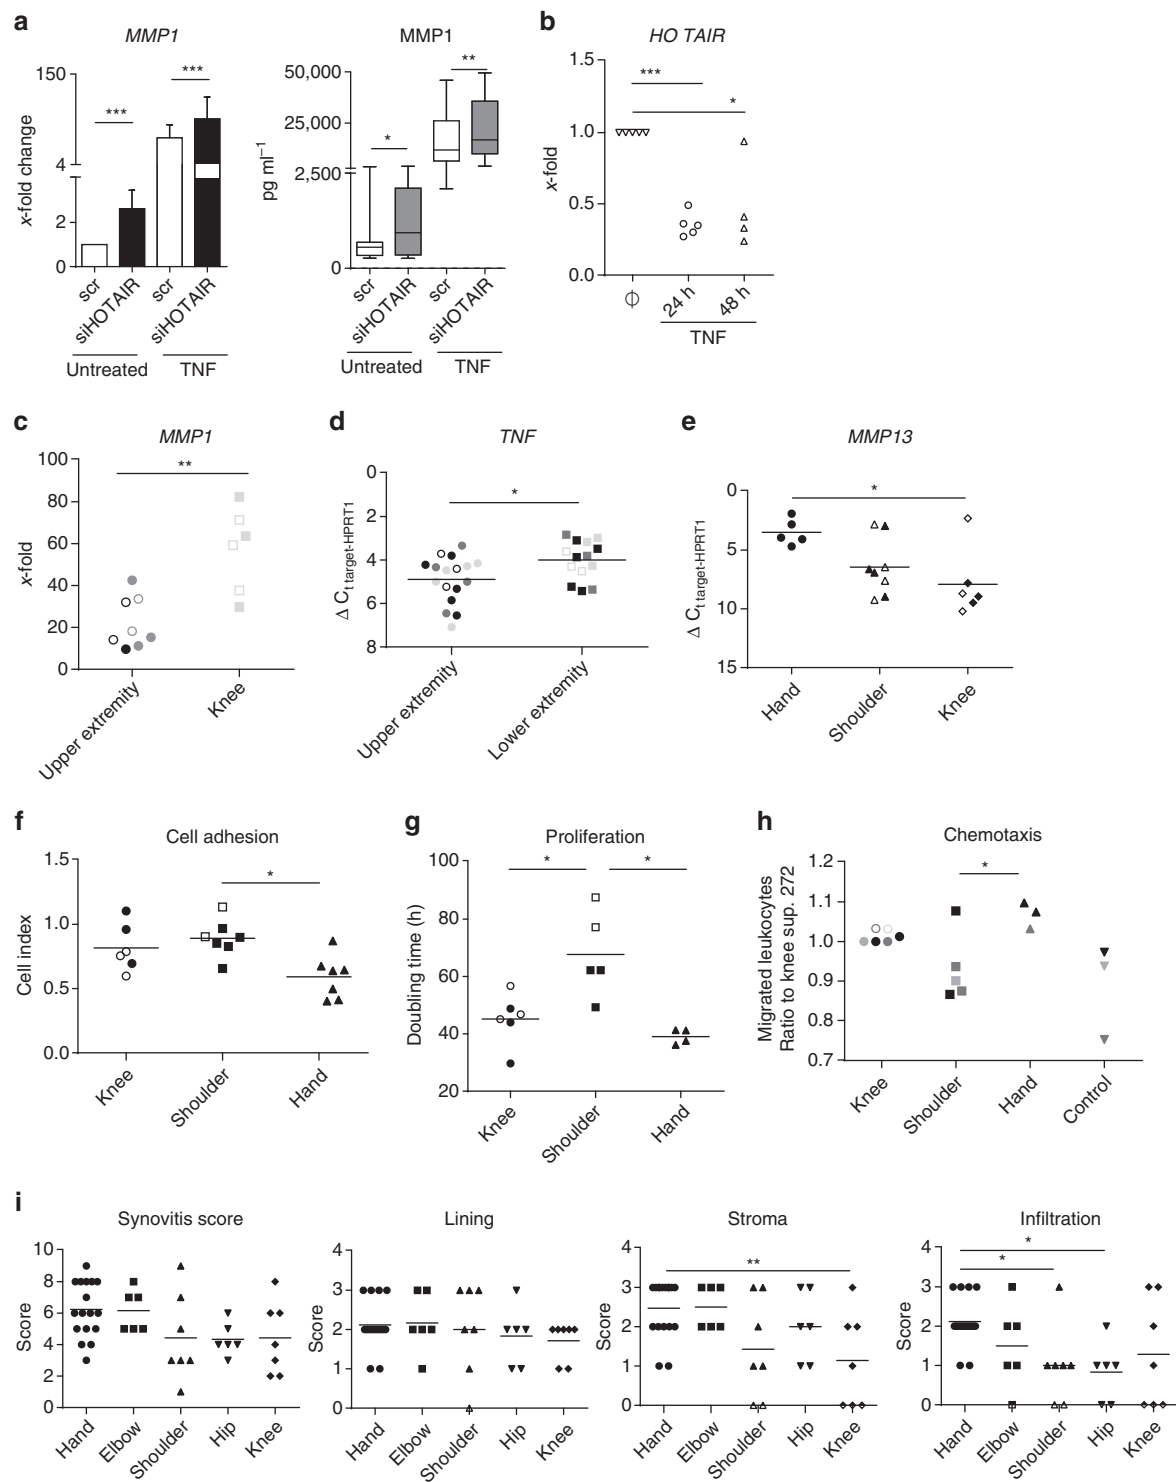 a
MMP1
x-fold change
150
4
2
0
***
***
scr
siHOTAIR
scr
siHOTAIR
Untreated
TNF
MMP1
pg ml−1
50,000
25,000
2,500
0
*
**
scr
siHOTAIR
scr
siHOTAIR
Untreated
TNF
b
HO TAIR
x-fold
1.5
1.0
0.5
0.0
***
*
24 h
48 h
TNF
c
MMP1
x-fold
100
80
60
40
20
0
**
Upper extremity
Knee
d
TNF
Δ Ct target-HPRT1
0
2
4
6
8
*
Upper extremity
Lower extremity
e
MMP13
Δ Ct target-HPRT1
0
5
10
15
*
Hand
Shoulder
Knee
f
Cell adhesion
Cell index
1.5
1.0
0.5
0.0
*
Knee
Shoulder
Hand
g
Proliferation
Doubling time (h)
100
80
60
40
20
*
*
Knee
Shoulder
Hand
h
Chemotaxis
Migrated leukocytes
Ratio to knee sup. 272
1.2
1.1
1.0
0.9
0.8
0.7
*
Knee
Shoulder
Hand
Control
i
Synovitis score
Score
10
8
6
4
2
0
Hand
Elbow
Shoulder
Hip
Knee
Lining
Score
4
3
2
1
0
Hand
Elbow
Shoulder
Hip
Knee
Stroma
Score
4
3
2
1
0
**
Hand
Elbow
Shoulder
Hip
Knee
Infiltration
Score
4
3
2
1
0
*
*
Hand
Elbow
Shoulder
Hip
Knee